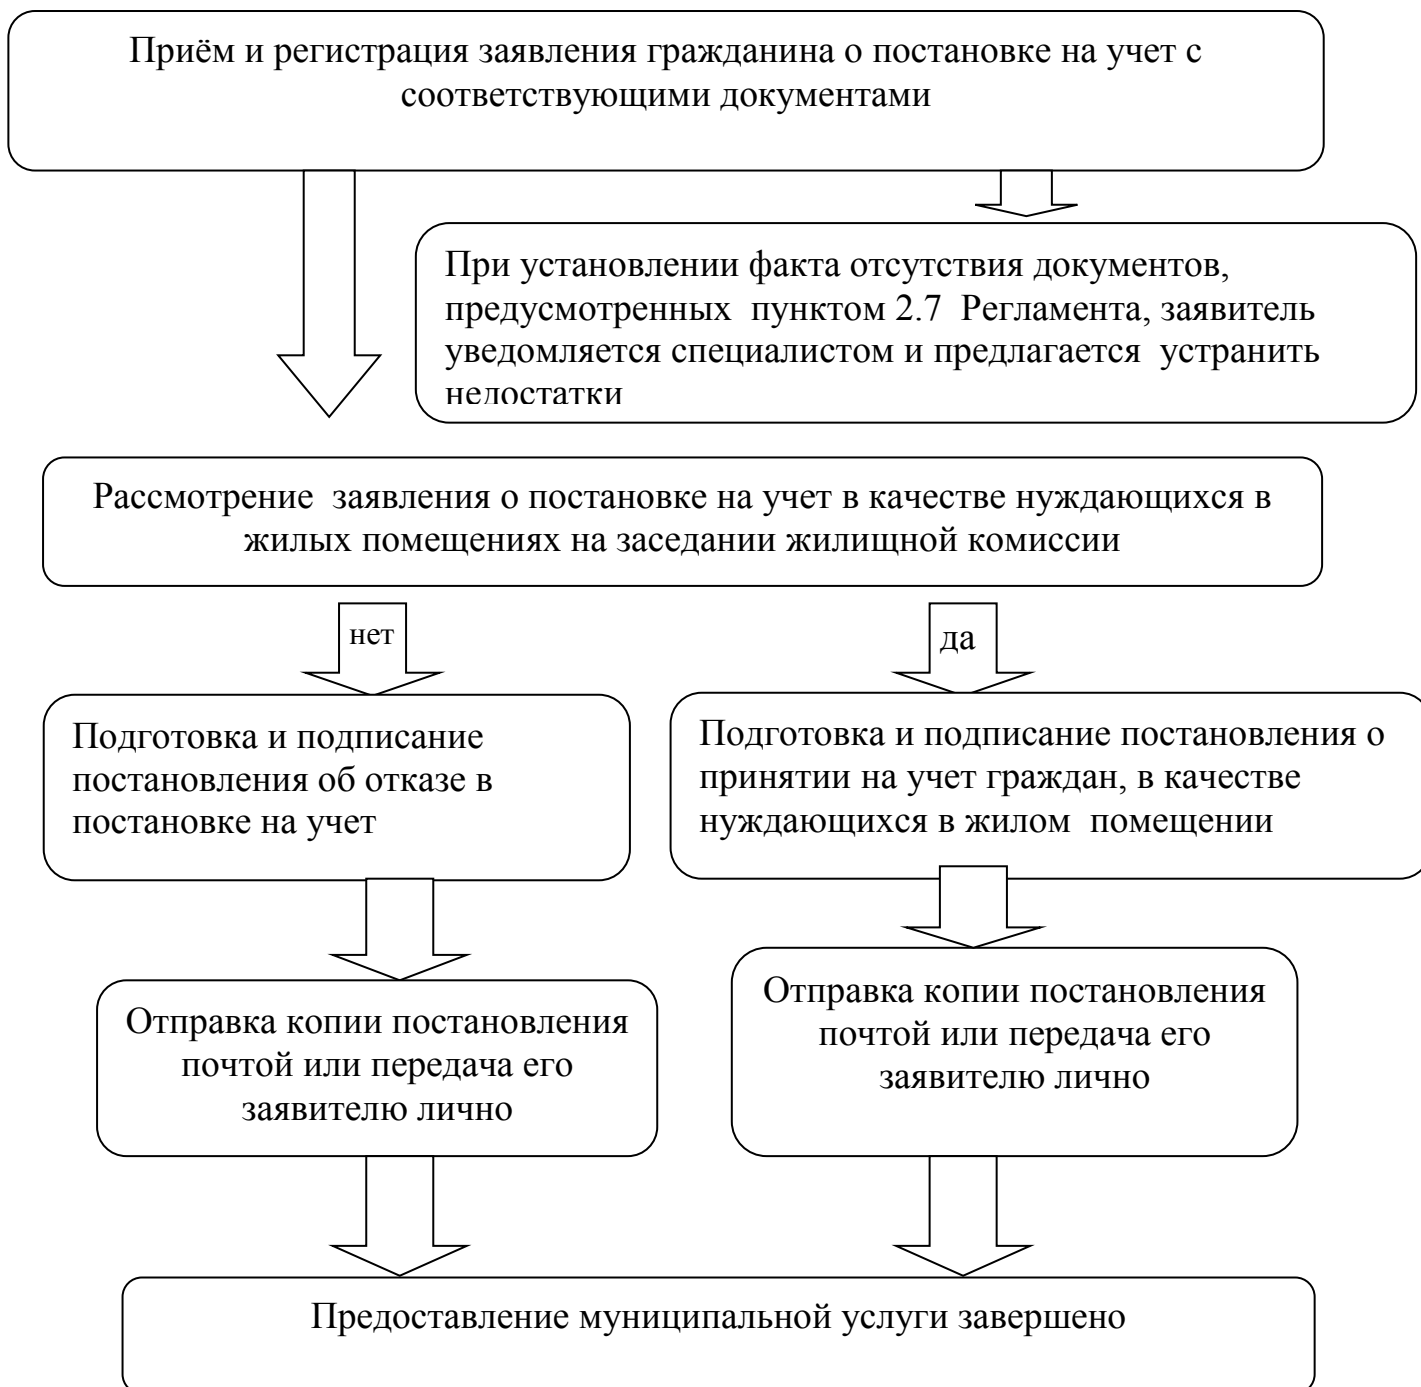 Приём и регистрация заявления гражданина о постановке на учет с
соответствующими документами
При установлении факта отсутствия документов,
предусмотренных пунктом 2.7 Регламента, заявитель
уведомляется специалистом и предлагается устранить
недостатки
Рассмотрение заявления о постановке на учет в качестве нуждающихся в
жилых помещениях на заседании жилищной комиссии
нет
да
Подготовка и подписание
постановления об отказе в
постановке на учет
Подготовка и подписание постановления о
принятии на учет граждан, в качестве
нуждающихся в жилом помещении
Отправка копии постановления
почтой или передача его
заявителю лично
Отправка копии постановления
почтой или передача его
заявителю лично
Предоставление муниципальной услуги завершено